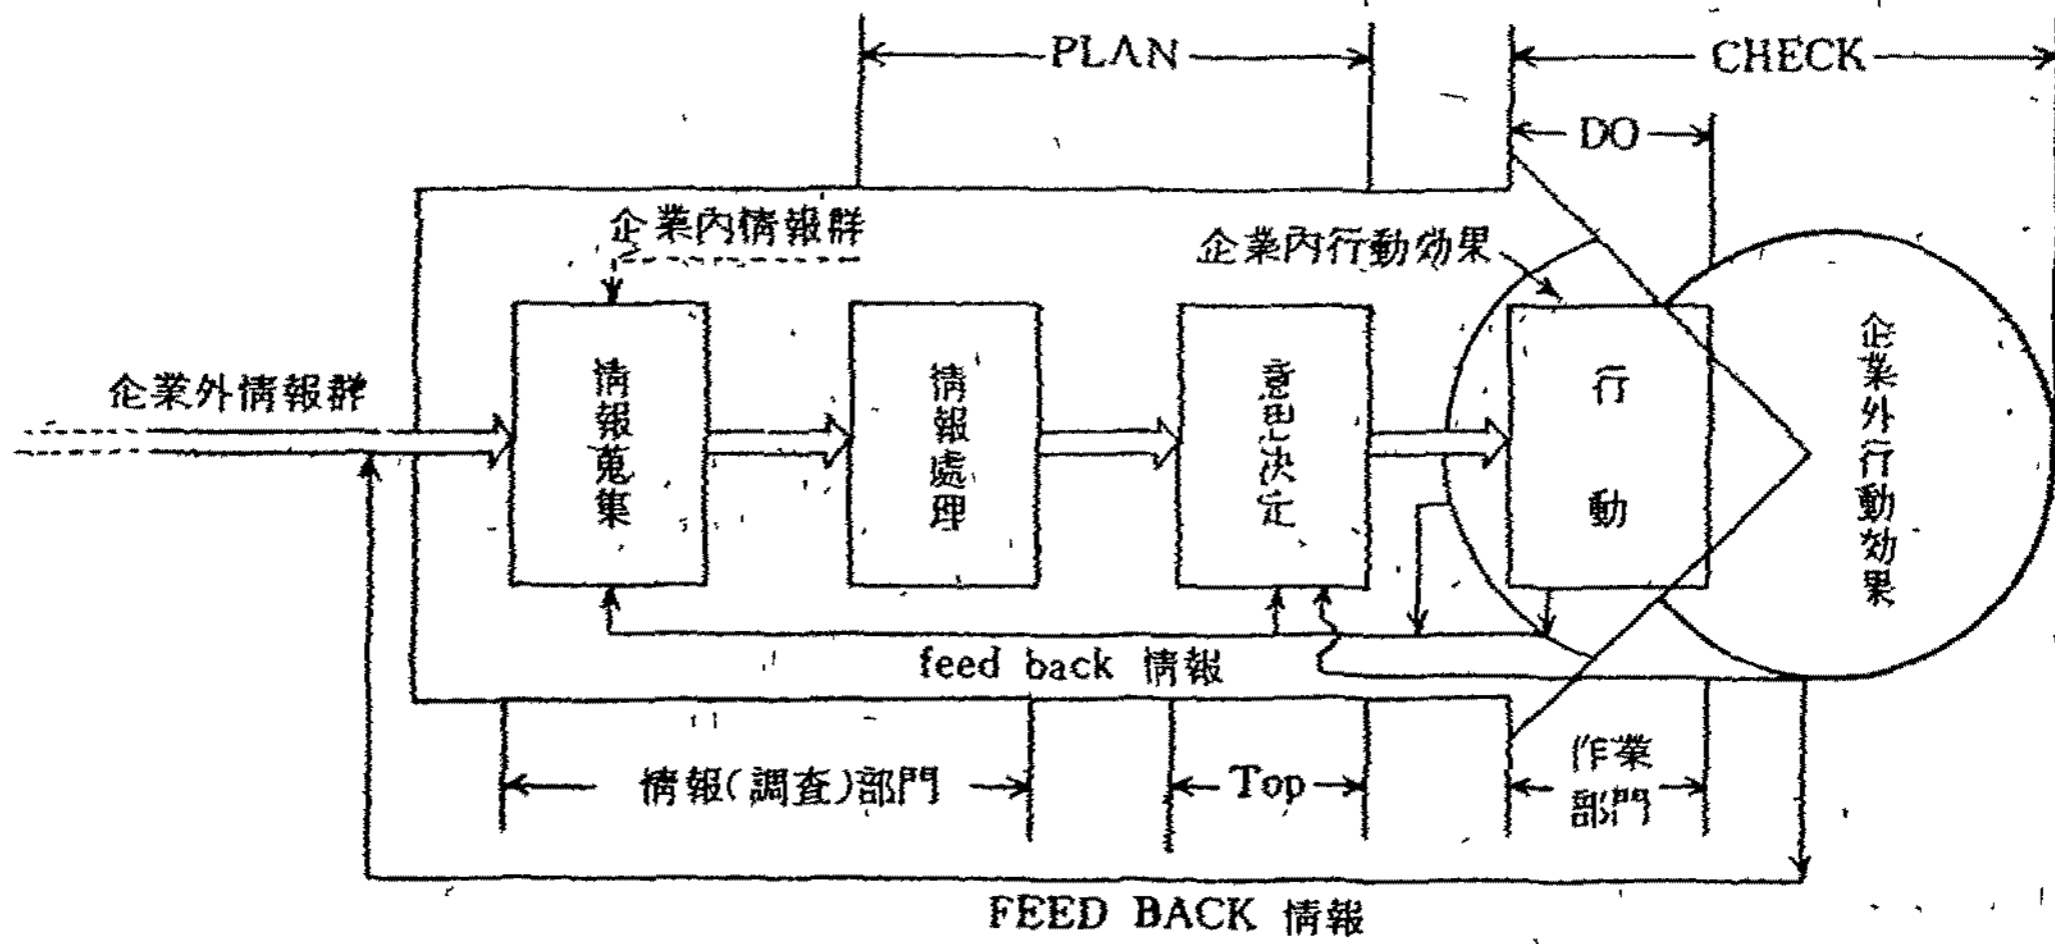 PLAN
CHECK
DO
企業內情報群
企業內行動効果
企業外情報群
情報蒐集
情報處理
意思決定
行動
企業外行動効果
feed back 情報
情報(調査)部門
Top
作業
部門
FEED BACK 情報